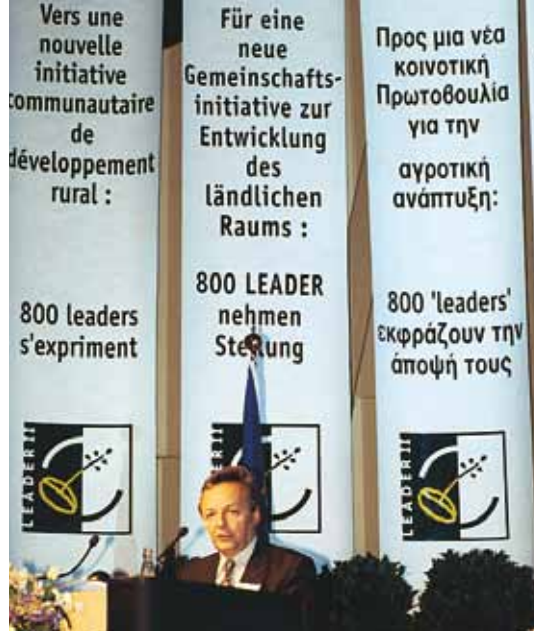 Vers une
nouvelle
initiative
communautaire
de
développement
rural :
800 leaders
s'expriment
LEADER II
Für eine
neue
Gemeinschafts-
initiative zur
Entwicklung
des
ländlichen
Raums :
800 LEADER
nehmen
Stellung
Προς μια νέα
κοινοτική
Πρωτοβουλία
για την
αγροτική
ανάπτυξη:
800 'leaders'
εκφράζουν την
άποψή τους
LEADER II